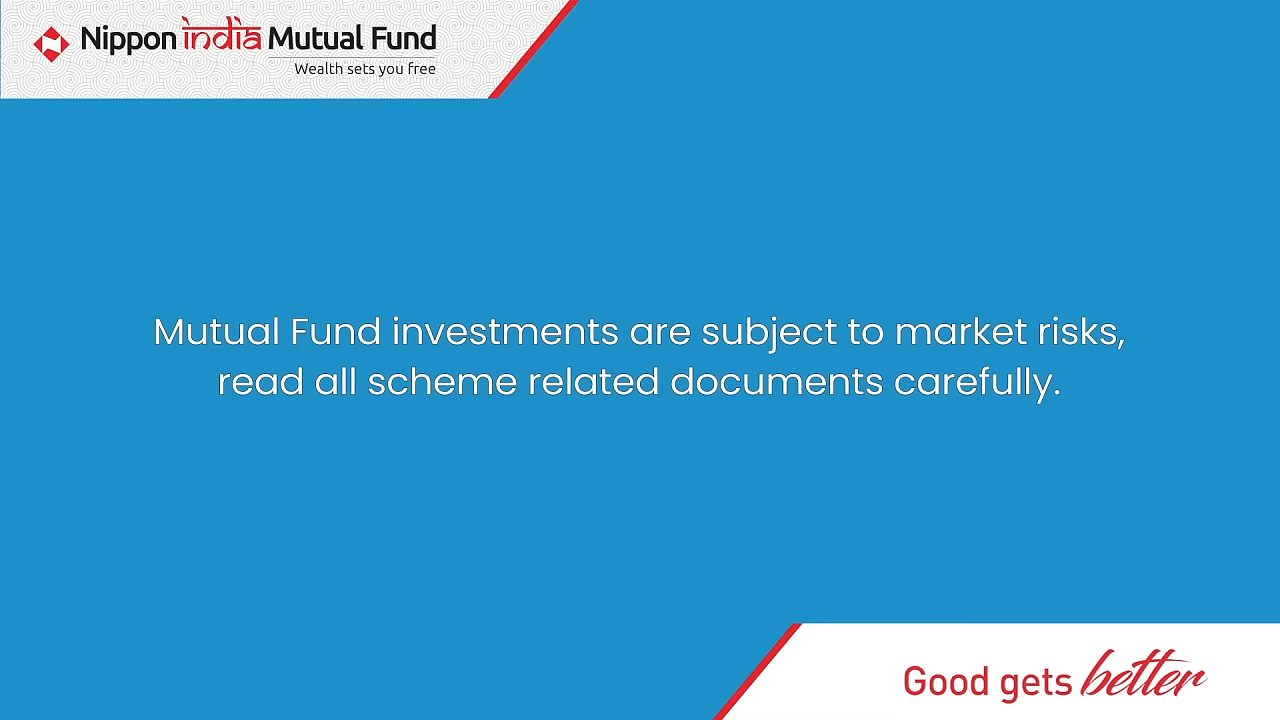 Nippon india Mutual Fund
Wealth sets you free
Mutual Fund investments are subject to market risks,
read all scheme related documents carefully.
Good gets better